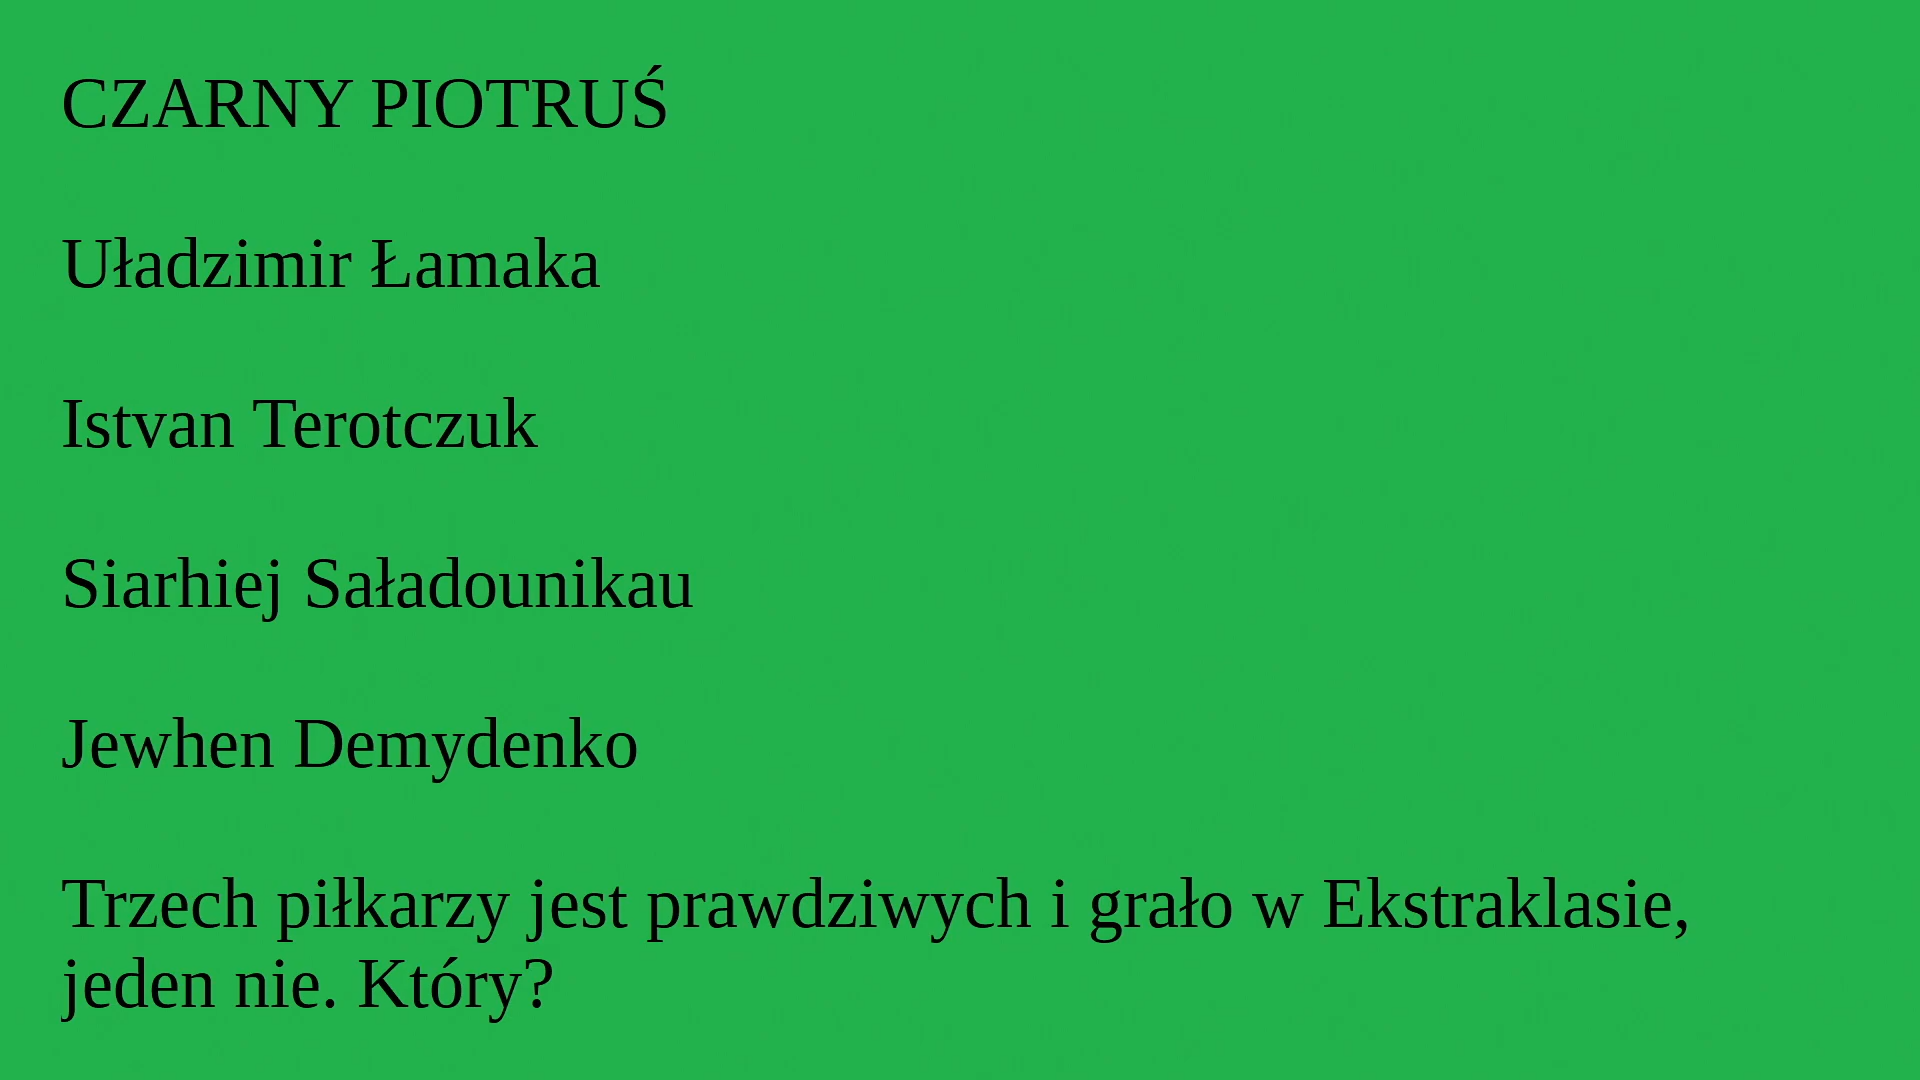 CZARNY PIOTRUŚ
Uładzimir Łamaka
Istvan Terotczuk
Siarhiej Saładounikau
Jewhen Demydenko
Trzech piłkarzy jest prawdziwych i grało w Ekstraklasie,
jeden nie. Który?